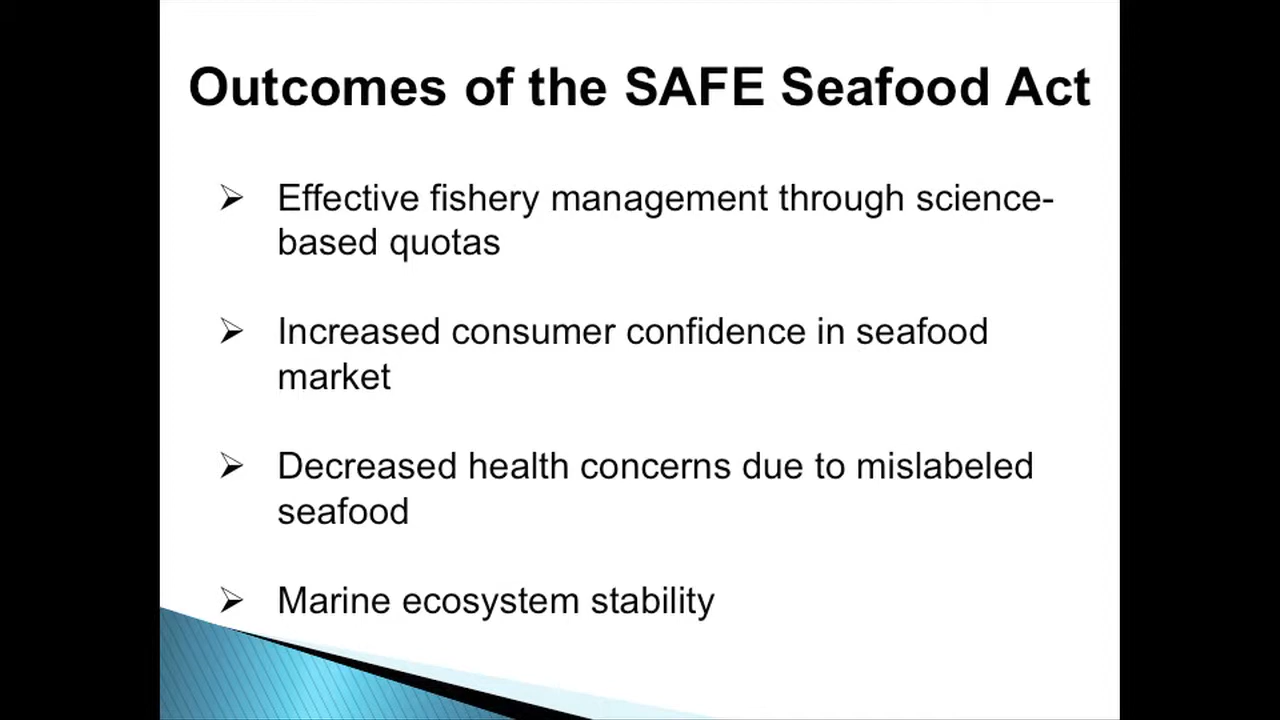 Outcomes of the SAFE Seafood Act
Effective fishery management through science-
based quotas
Increased consumer confidence in seafood
market
Decreased health concerns due to mislabeled
seafood
Marine ecosystem stability